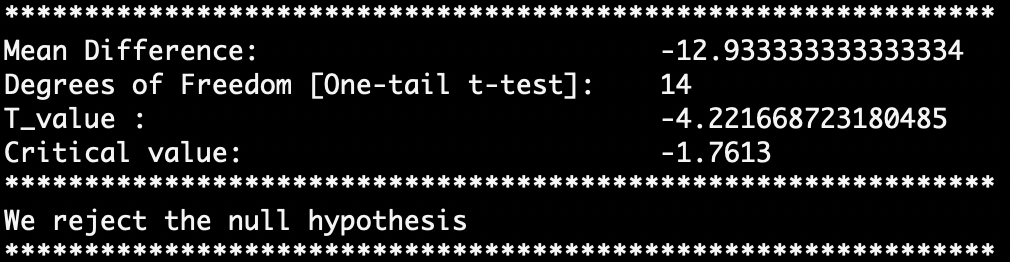 **************************************************************
Mean Difference: -12.933333333333334
Degrees of Freedom [One-tail t-test]: 14
T_value : -4.221668723180485
Critical value: -1.7613
**************************************************************
We reject the null hypothesis
**************************************************************